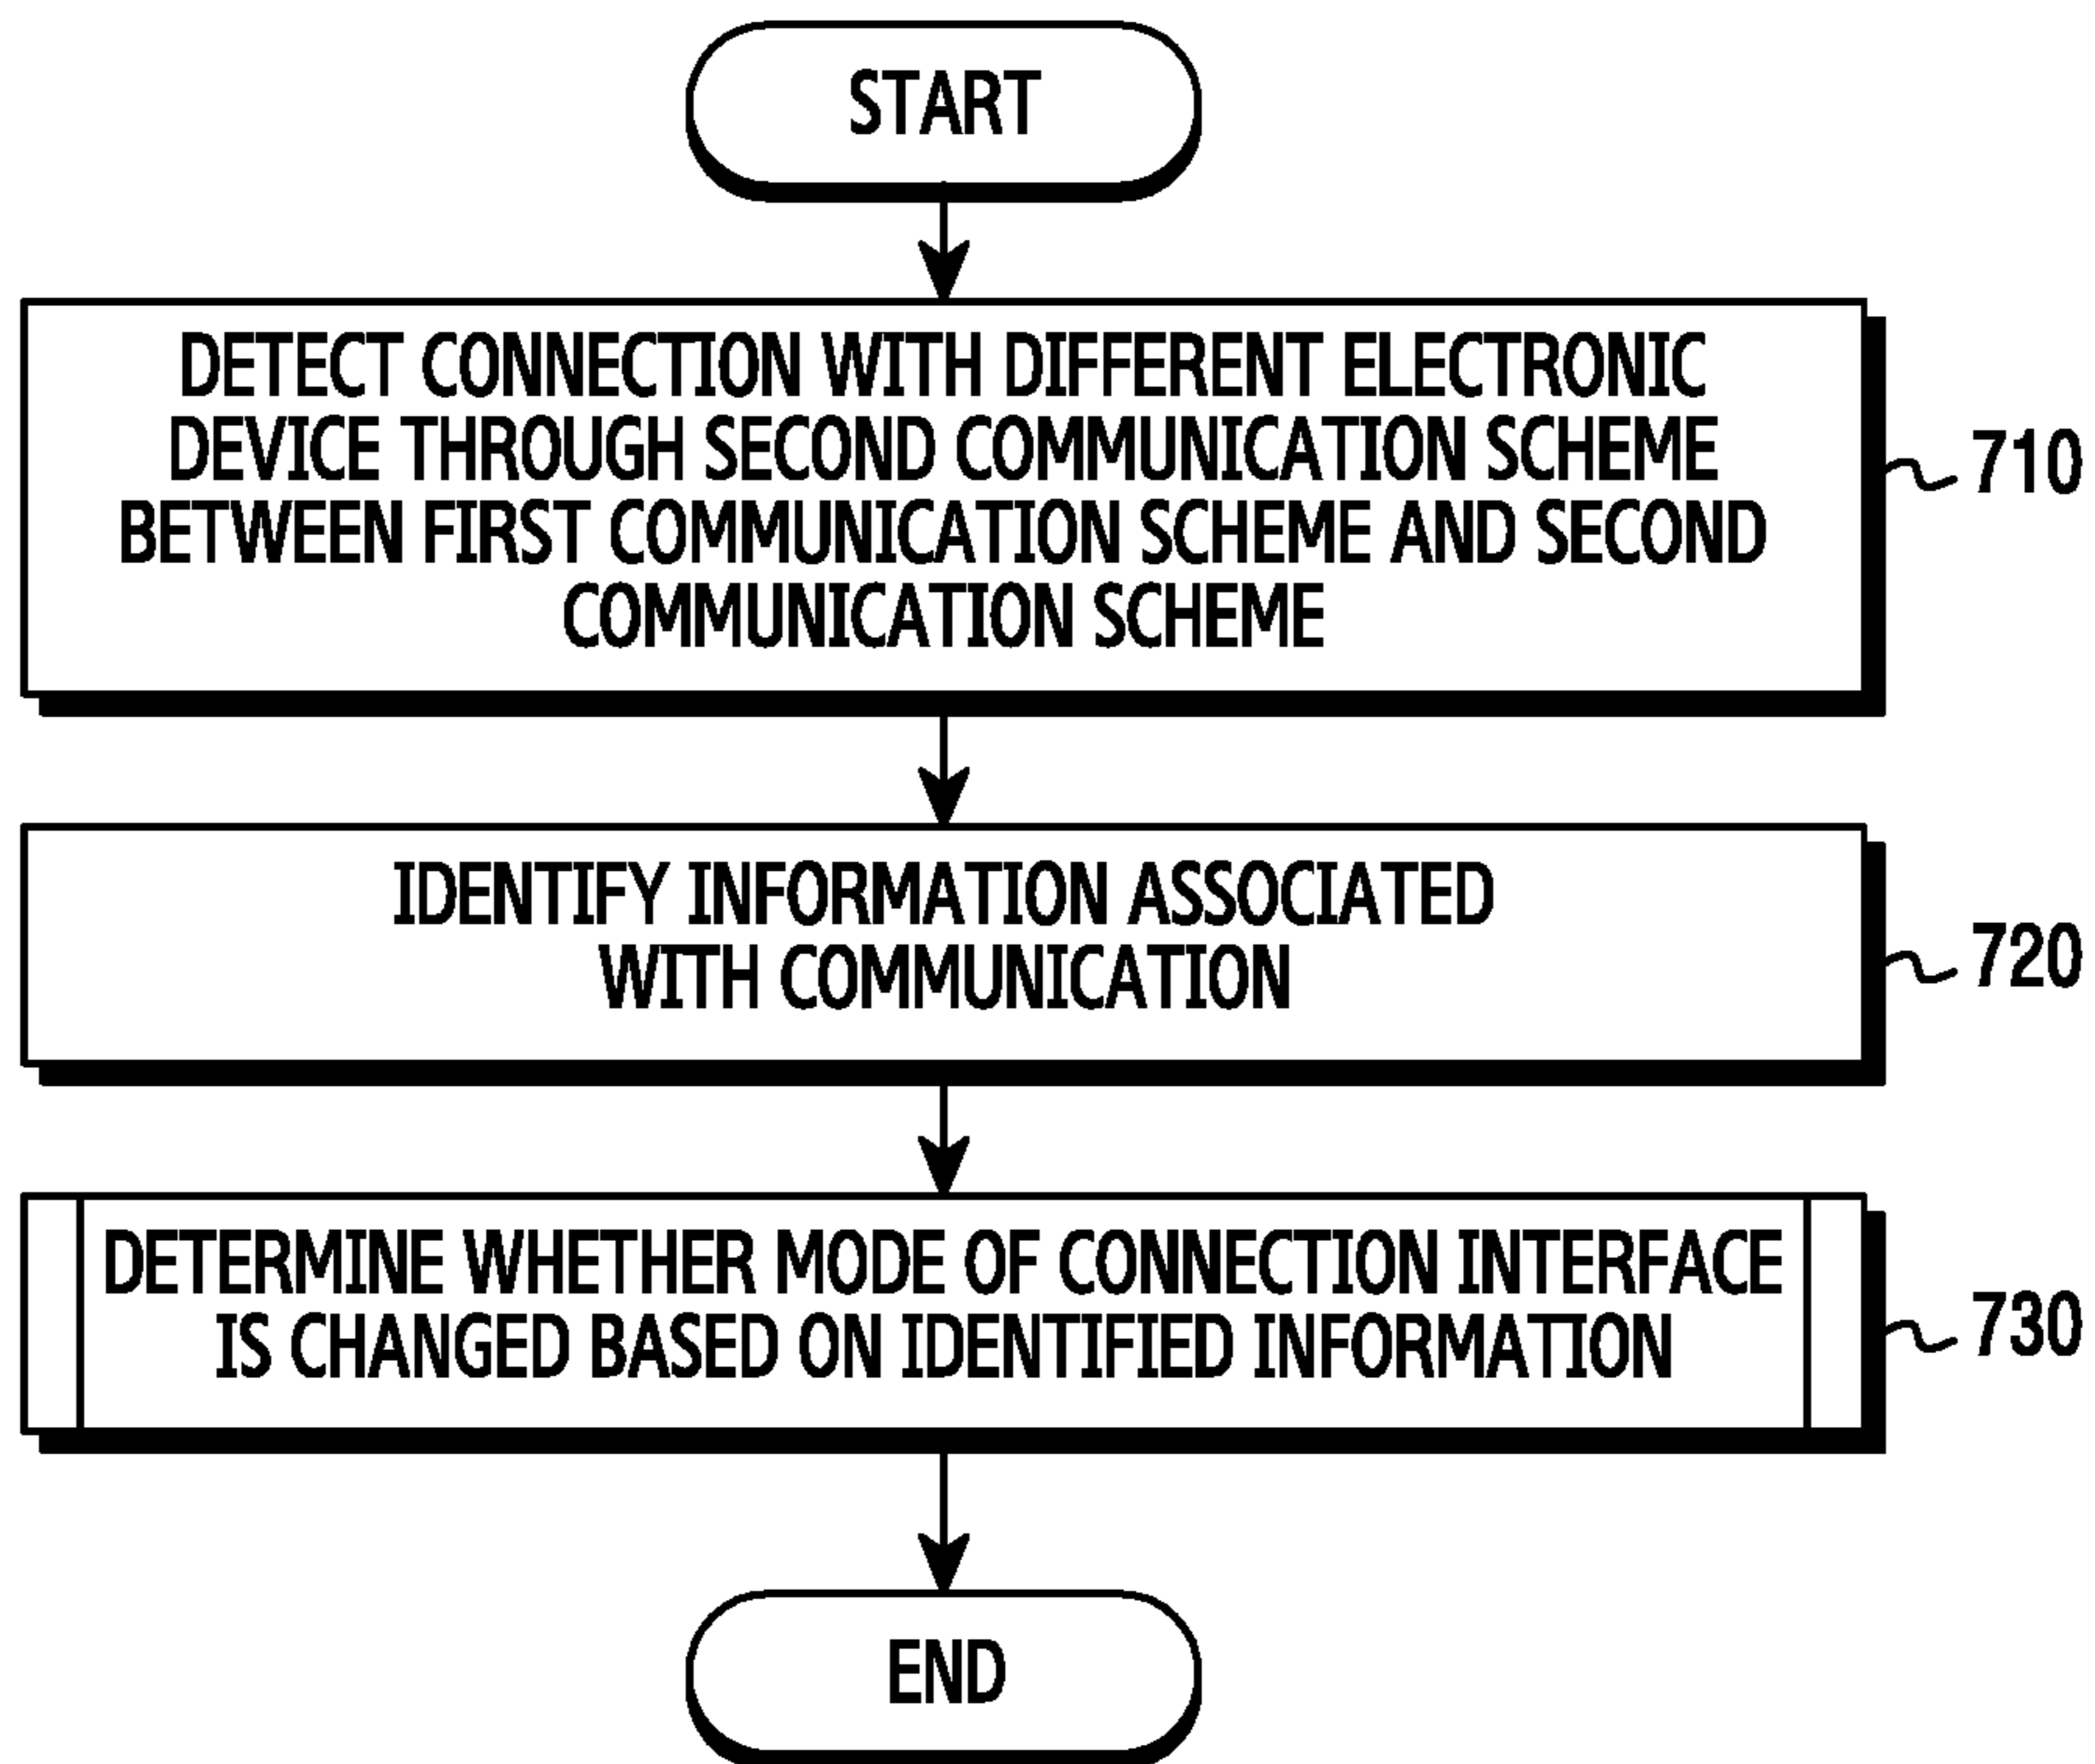 START
DETECT CONNECTION WITH DIFFERENT ELECTRONIC
DEVICE THROUGH SECOND COMMUNICATION SCHEME
BETWEEN FIRST COMMUNICATION SCHEME AND SECOND
COMMUNICATION SCHEME
710
IDENTIFY INFORMATION ASSOCIATED
WITH COMMUNICATION
720
DETERMINE WHETHER MODE OF CONNECTION INTERFACE
IS CHANGED BASED ON IDENTIFIED INFORMATION
730
END